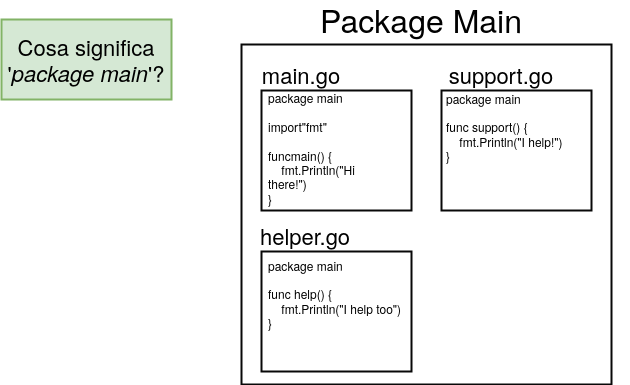 Cosa significa
'package main'?
Package Main
main.go
package main
import"fmt"
funcmain() {
fmt.Println("Hi
there!")
}
support.go
package main
func support() {
fmt.Println("I help!")
}
helper.go
package main
func help() {
fmt.Println("I help too")
}